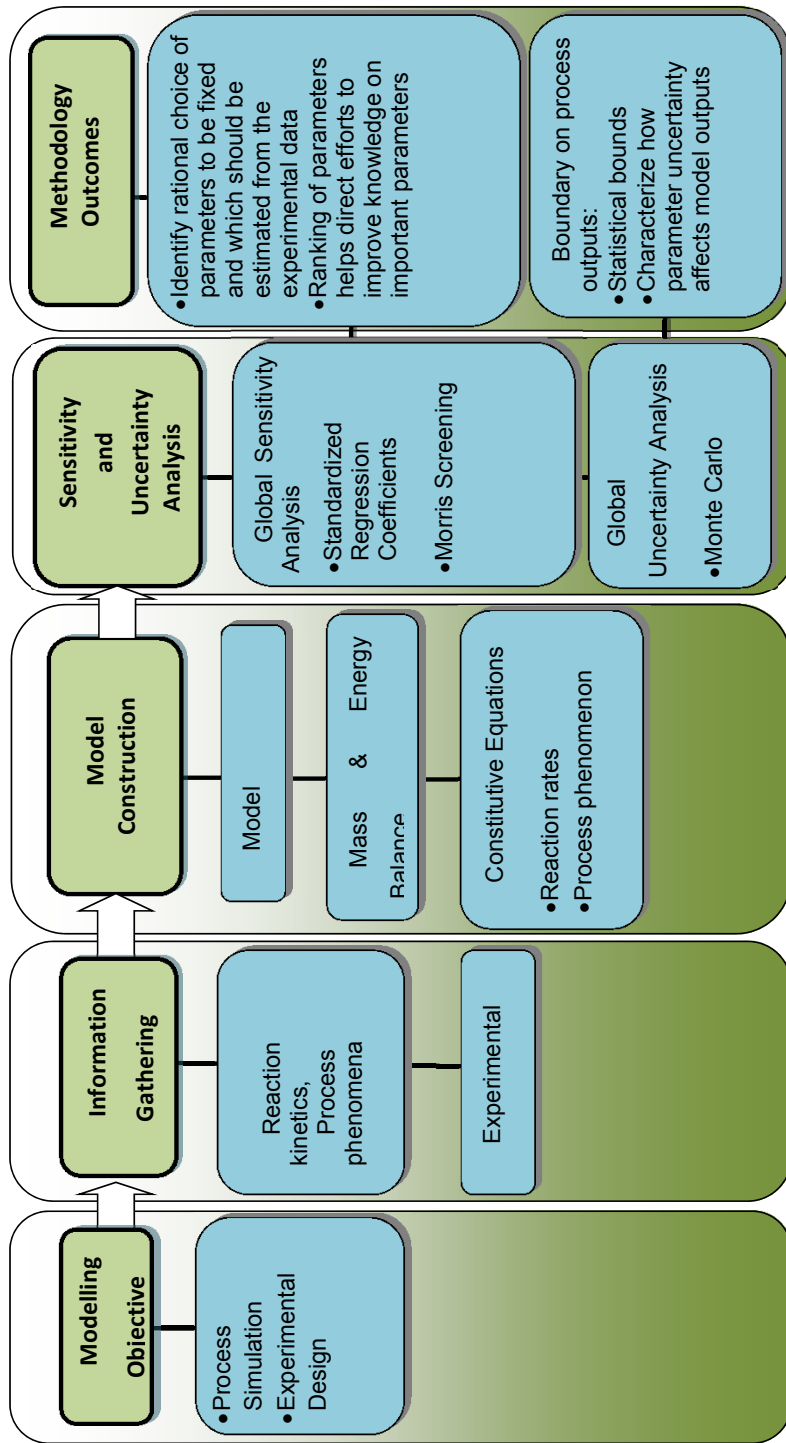 Modelling
Objective
•Process
Simulation
•Experimental
Design
Information
Gathering
Reaction
kinetics,
Process
phenomena
Experimental
Model
Construction
Model
Mass & Energy
Balance
Constitutive Equations
•Reaction rates
•Process phenomenon
Sensitivity
and
Uncertainty
Analysis
Global Sensitivity
Analysis
•Standardized
Regression
Coefficients
•Morris Screening
Global
Uncertainty Analysis
•Monte Carlo
Methodology
Outcomes
•Identify rational choice of
parameters to be fixed
and which should be
estimated from the
experimental data
•Ranking of parameters
helps direct efforts to
improve knowledge on
important parameters
Boundary on process
outputs:
•Statistical bounds
•Characterize how
parameter uncertainty
affects model outputs